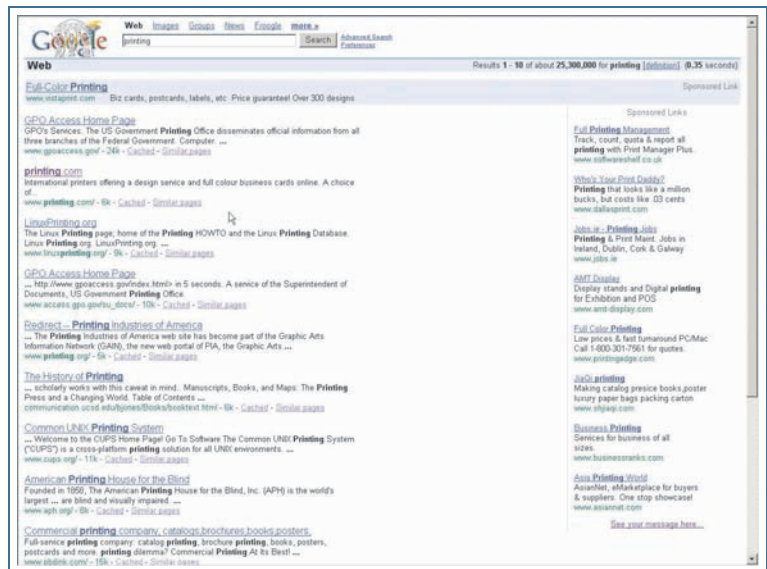 Google
Web Images Groups News Froogle more »
printing Search Advanced Search
Preferences
Web Results 1 - 10 of about 25,300,000 for printing [definition]. (0.35 seconds)
Full-Color Printing Sponsored Link
www.vistaprint.com Biz cards, postcards, labels, etc Price guarantee! Over 300 designs
GPO Access Home Page
GPO's Services. The US Government Printing Office disseminates official information from all
three branches of the Federal Government. Computer. ...
www.gpoaccess.gov/ - 24k - Cached - Similar pages
printing.com
International printers offering a design service and full colour business cards online. A choice
of...
www.printing.com/ - 6k - Cached - Similar pages
LinuxPrinting.org
The Linux Printing page; home of the Printing HOWTO and the Linux Printing Database.
Linux Printing.org. LinuxPrinting.org. ...
www.linuxprinting.org/ - 9k - Cached - Similar pages
GPO Access Home Page
... http://www.gpoaccess.gov/index.html> in 5 seconds. A service of the Superintendent of
Documents, US Government Printing Office.
www.access.gpo.gov/su_docs/ - 10k - Cached - Similar pages
Redirect -- Printing Industries of America
... The Printing Industries of America web site has become part of the Graphic Arts
Information Network (GAIN), the new web portal of PIA, the Graphic Arts ...
www.printing.org/ - 5k - Cached - Similar pages
The History of Printing
... scholarly works with this caveat in mind. Manuscripts, Books, and Maps: The Printing
Press and a Changing World. Table of Contents ...
communication.ucsd.edu/bjones/Books/booktext.html - 6k - Cached - Similar pages
Common UNIX Printing System
... Welcome to the CUPS Home Page! Go To Software The Common UNIX Printing System
("CUPS") is a cross-platform printing solution for all UNIX environments. ...
www.cups.org/ - 11k - Cached - Similar pages
American Printing House for the Blind
Founded in 1858, The American Printing House for the Blind, Inc. (APH) is the world's
largest ... are blind and visually impaired. ...
www.aph.org/ - 8k - Cached - Similar pages
Commercial printing company, catalogs,brochures,books,posters,
Full-service printing company: catalog printing, brochure printing, books, posters,
postcards and more. printing dilemma? Commercial Printing At Its Best! ...
www.pbdink.com/ - 15k - Cached - Similar pages
Sponsored Links
Full Printing Management
Track, count, quota & report all
printing with Print Manager Plus.
www.softwareshelf.co.uk
Who's Your Print Daddy?
Printing that looks like a million
bucks, but costs like .03 cents
www.dallasprint.com
Jobs.ie - Printing Jobs
Printing & Print Maint. Jobs in
Ireland, Dublin, Cork & Galway
www.jobs.ie
AMT Display
Display stands and Digital printing
for Exhibition and POS
www.amt-display.com
Full Color Printing
Low prices & fast turnaround PC/Mac
Call 1-800-301-7561 for quotes.
www.printingedge.com
JiaQi printing
Making catalog presice books,poster
luxury paper bags packing carton
www.shjiaqi.com
Business Printing
Services for business of all
sizes.
www.businessranks.com
Asia Printing World
AsianNet, eMarketplace for buyers
& suppliers. One stop showcase!
www.asiannet.com
See your message here...